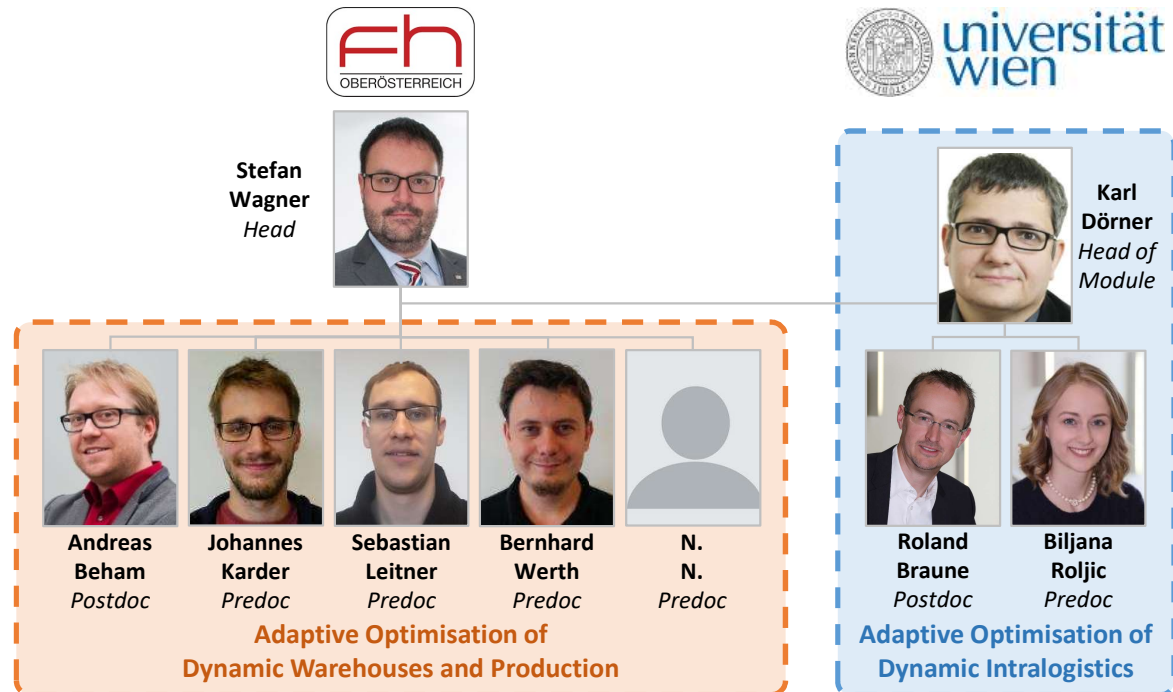 fh
OBERÖSTERREICH
universität
wien
Stefan
Wagner
Head
Karl
Dörner
Head of
Module
Andreas
Beham
Postdoc
Johannes
Karder
Predoc
Sebastian
Leitner
Predoc
Bernhard
Werth
Predoc
N.
N.
Predoc
Adaptive Optimisation of
Dynamic Warehouses and Production
Roland
Braune
Postdoc
Biljana
Roljic
Predoc
Adaptive Optimisation of
Dynamic Intralogistics